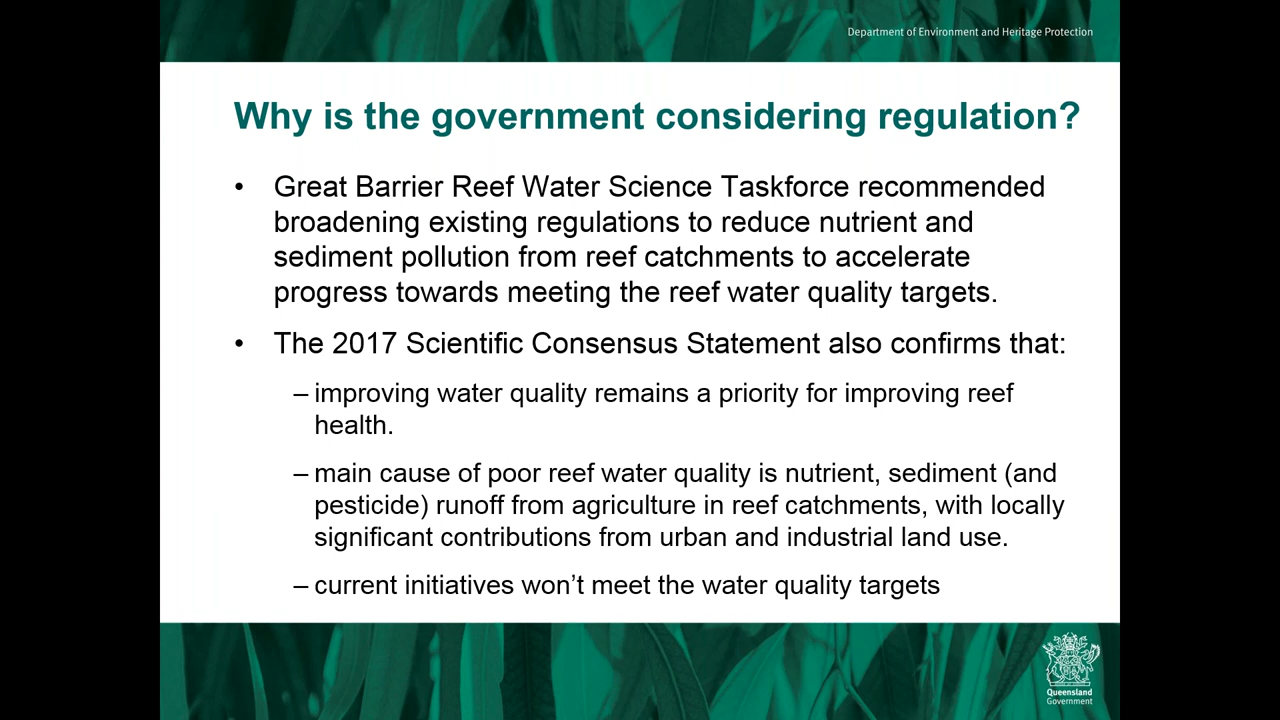 Department of Environment and Heritage Protection
Why is the government considering regulation?
• Great Barrier Reef Water Science Taskforce recommended
broadening existing regulations to reduce nutrient and
sediment pollution from reef catchments to accelerate
progress towards meeting the reef water quality targets.
• The 2017 Scientific Consensus Statement also confirms that:
– improving water quality remains a priority for improving reef
health.
– main cause of poor reef water quality is nutrient, sediment (and
pesticide) runoff from agriculture in reef catchments, with locally
significant contributions from urban and industrial land use.
– current initiatives won’t meet the water quality targets
Queensland
Government